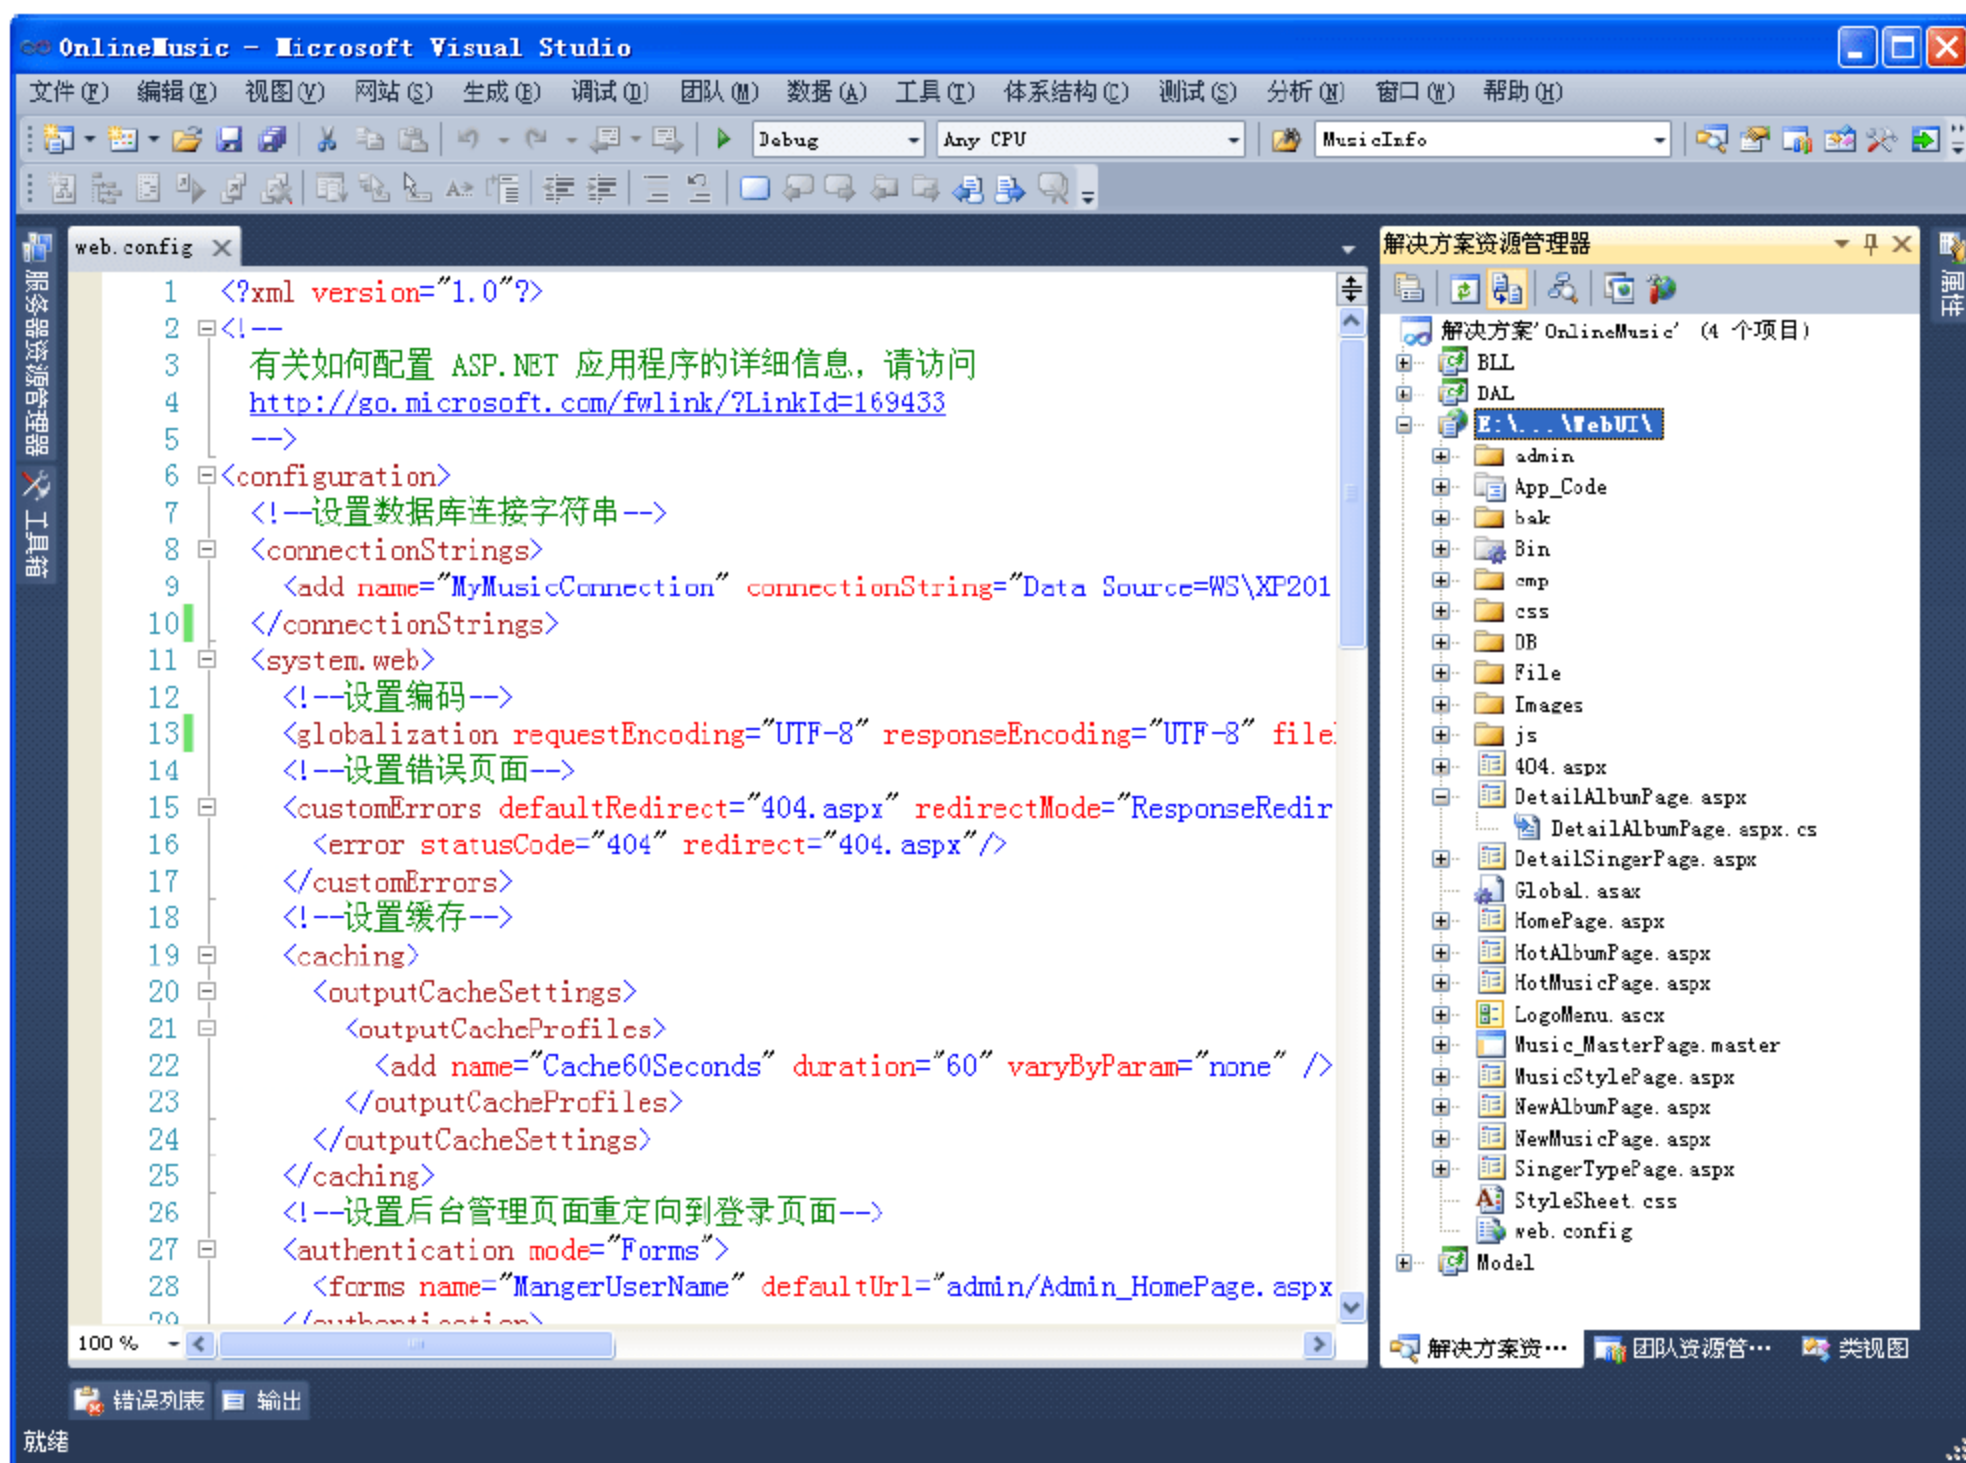 OnlineMusic - Microsoft Visual Studio
文件(F) 编辑(E) 视图(V) 网站(S) 生成(B) 调试(D) 团队(M) 数据(A) 工具(T) 体系结构(C) 测试(S) 分析(N) 窗口(W) 帮助(H)
Debug Any CPU MusicInfo
服务器资源管理器
工具箱
web.config
1 <?xml version="1.0"?>
2 <!--
3 有关如何配置 ASP.NET 应用程序的详细信息, 请访问
4 http://go.microsoft.com/fwlink/?LinkId=169433
5 -->
6 <configuration>
7 <!--设置数据库连接字符串-->
8 <connectionStrings>
9 <add name="MyMusicConnection" connectionString="Data Source=WS\XP201
10 </connectionStrings>
11 <system.web>
12 <!--设置编码-->
13 <globalization requestEncoding="UTF-8" responseEncoding="UTF-8" file
14 <!--设置错误页面-->
15 <customErrors defaultRedirect="404.aspx" redirectMode="ResponseRedir
16 <error statusCode="404" redirect="404.aspx"/>
17 </customErrors>
18 <!--设置缓存-->
19 <caching>
20 <outputCacheSettings>
21 <outputCacheProfiles>
22 <add name="Cache60Seconds" duration="60" varyByParam="none" />
23 </outputCacheProfiles>
24 </outputCacheSettings>
25 </caching>
26 <!--设置后台管理页面重定向到登录页面-->
27 <authentication mode="Forms">
28 <forms name="MangerUserName" defaultUrl="admin/Admin_HomePage.aspx
29 </authentication>
100 %
解决方案资源管理器
解决方案'OnlineMusic' (4 个项目)
BLL
DAL
E:\...\WebUI\
admin
App_Code
bak
Bin
cmp
css
DB
File
Images
js
404.aspx
DetailAlbumPage.aspx
DetailAlbumPage.aspx.cs
DetailSingerPage.aspx
Global.asax
HomePage.aspx
HotAlbumPage.aspx
HotMusicPage.aspx
LogoMenu.ascx
Music_MasterPage.master
MusicStylePage.aspx
NewAlbumPage.aspx
NewMusicPage.aspx
SingerTypePage.aspx
StyleSheet.css
web.config
Model
解决方案资… 团队资源管… 类视图
属性
错误列表 输出
就绪